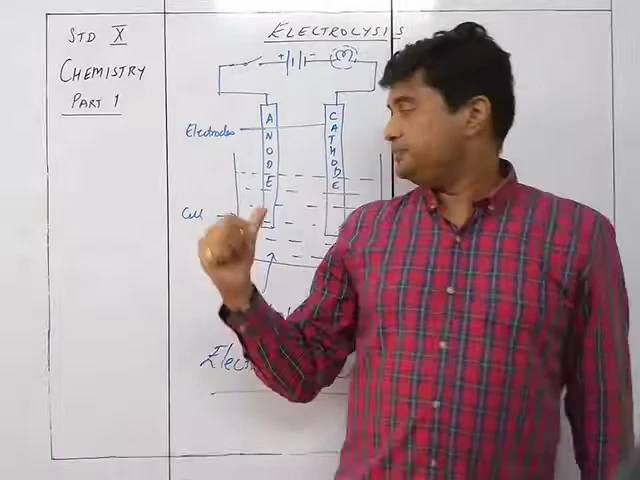 STD X
CHEMISTRY
PART 1
ELECTROLYSIS
+ -
Electrodes
ANODE
CATHODE
Cell